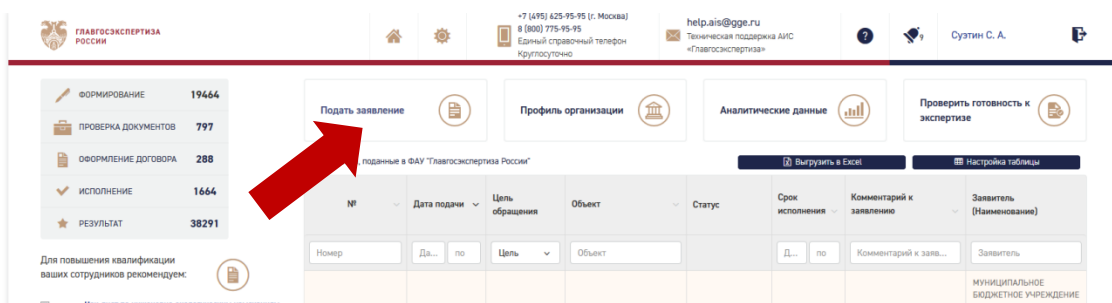 ГЛАВГОСЭКСПЕРТИЗА
РОССИИ
+7 (495) 625-95-95 (г. Москва)
8 (800) 775-95-95
Единый справочный телефон
Круглосуточно
help.ais@gge.ru
Техническая поддержка АИС
«Главгосэкспертиза»
?
9
Суэтин С. А.
ФОРМИРОВАНИЕ 19464
ПРОВЕРКА ДОКУМЕНТОВ 797
ОФОРМЛЕНИЕ ДОГОВОРА 288
ИСПОЛНЕНИЕ 1664
РЕЗУЛЬТАТ 38291
Для повышения квалификации
ваших сотрудников рекомендуем:
Подать заявление
Профиль организации
Аналитические данные
Проверить готовность к
экспертизе
поданные в ФАУ "Главгосэкспертиза России"
Выгрузить в Excel
Настройка таблицы
№
Дата подачи
Цель
обращения
Объект
Статус
Срок
исполнения
Комментарий к
заявлению
Заявитель
(Наименование)
Номер
Да...
по
Цель
Объект
Д...
по
Комментарий к заяв...
Заявитель
МУНИЦИПАЛЬНОЕ
БЮДЖЕТНОЕ УЧРЕЖДЕНИЕ